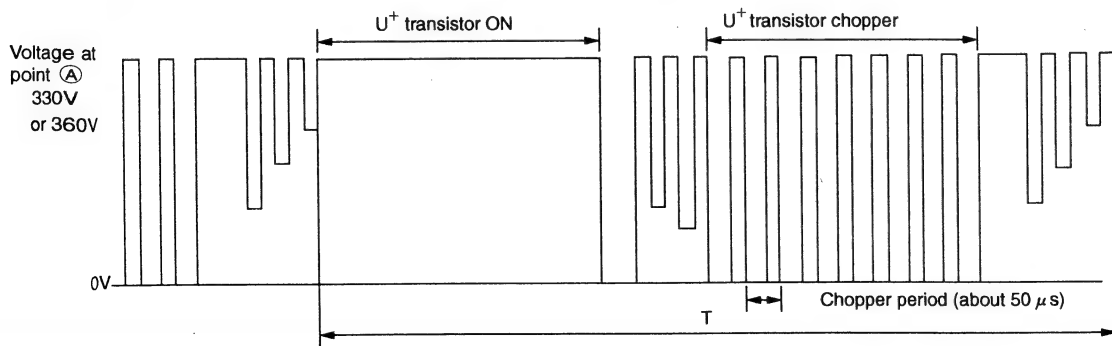 U+ transistor ON
U+ transistor chopper
Voltage at
point Ⓐ
330V
or 360V
0V
Chopper period (about 50 μs)
T